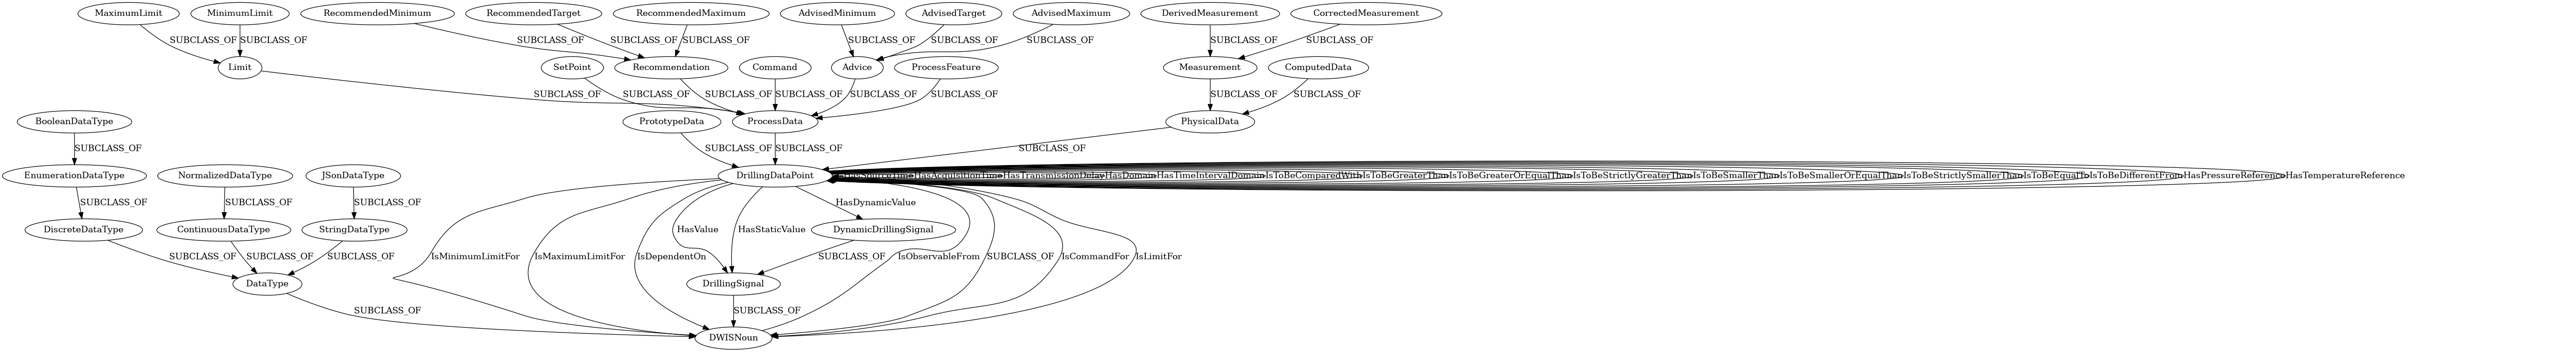 MaximumLimit
MinimumLimit
RecommendedMinimum
RecommendedTarget
RecommendedMaximum
AdvisedMinimum
AdvisedTarget
AdvisedMaximum
DerivedMeasurement
CorrectedMeasurement
SUBCLASS_OF
SUBCLASS_OF
SUBCLASS_OF
SUBCLASS_OF
SUBCLASS_OF
SUBCLASS_OF
SUBCLASS_OF
SUBCLASS_OF
SUBCLASS_OF
SUBCLASS_OF
Limit
SetPoint
Recommendation
Command
Advice
ProcessFeature
Measurement
ComputedData
SUBCLASS_OF
SUBCLASS_OF
SUBCLASS_OF
SUBCLASS_OF
SUBCLASS_OF
SUBCLASS_OF
SUBCLASS_OF
SUBCLASS_OF
BooleanDataType
PrototypeData
ProcessData
PhysicalData
SUBCLASS_OF
SUBCLASS_OF
SUBCLASS_OF
SUBCLASS_OF
EnumerationDataType
NormalizedDataType
JSonDataType
DrillingDataPoint
HasSourceTime
HasAcquisitionTime
HasTransmissionDelay
HasDomain
HasTimeIntervalDomain
IsToBeComparedWith
IsToBeGreaterThan
IsToBeGreaterOrEqualThan
IsToBeStrictlyGreaterThan
IsToBeSmallerThan
IsToBeSmallerOrEqualThan
IsToBeStrictlySmallerThan
IsToBeEqualTo
IsToBeDifferentFrom
HasPressureReference
HasTemperatureReference
SUBCLASS_OF
SUBCLASS_OF
SUBCLASS_OF
HasDynamicValue
DiscreteDataType
ContinuousDataType
StringDataType
HasValue
HasStaticValue
DynamicDrillingSignal
SUBCLASS_OF
SUBCLASS_OF
SUBCLASS_OF
IsMinimumLimitFor
IsMaximumLimitFor
IsDependentOn
SUBCLASS_OF
IsObservableFrom
SUBCLASS_OF
IsCommandFor
IsLimitFor
DataType
DrillingSignal
SUBCLASS_OF
SUBCLASS_OF
DWISNoun